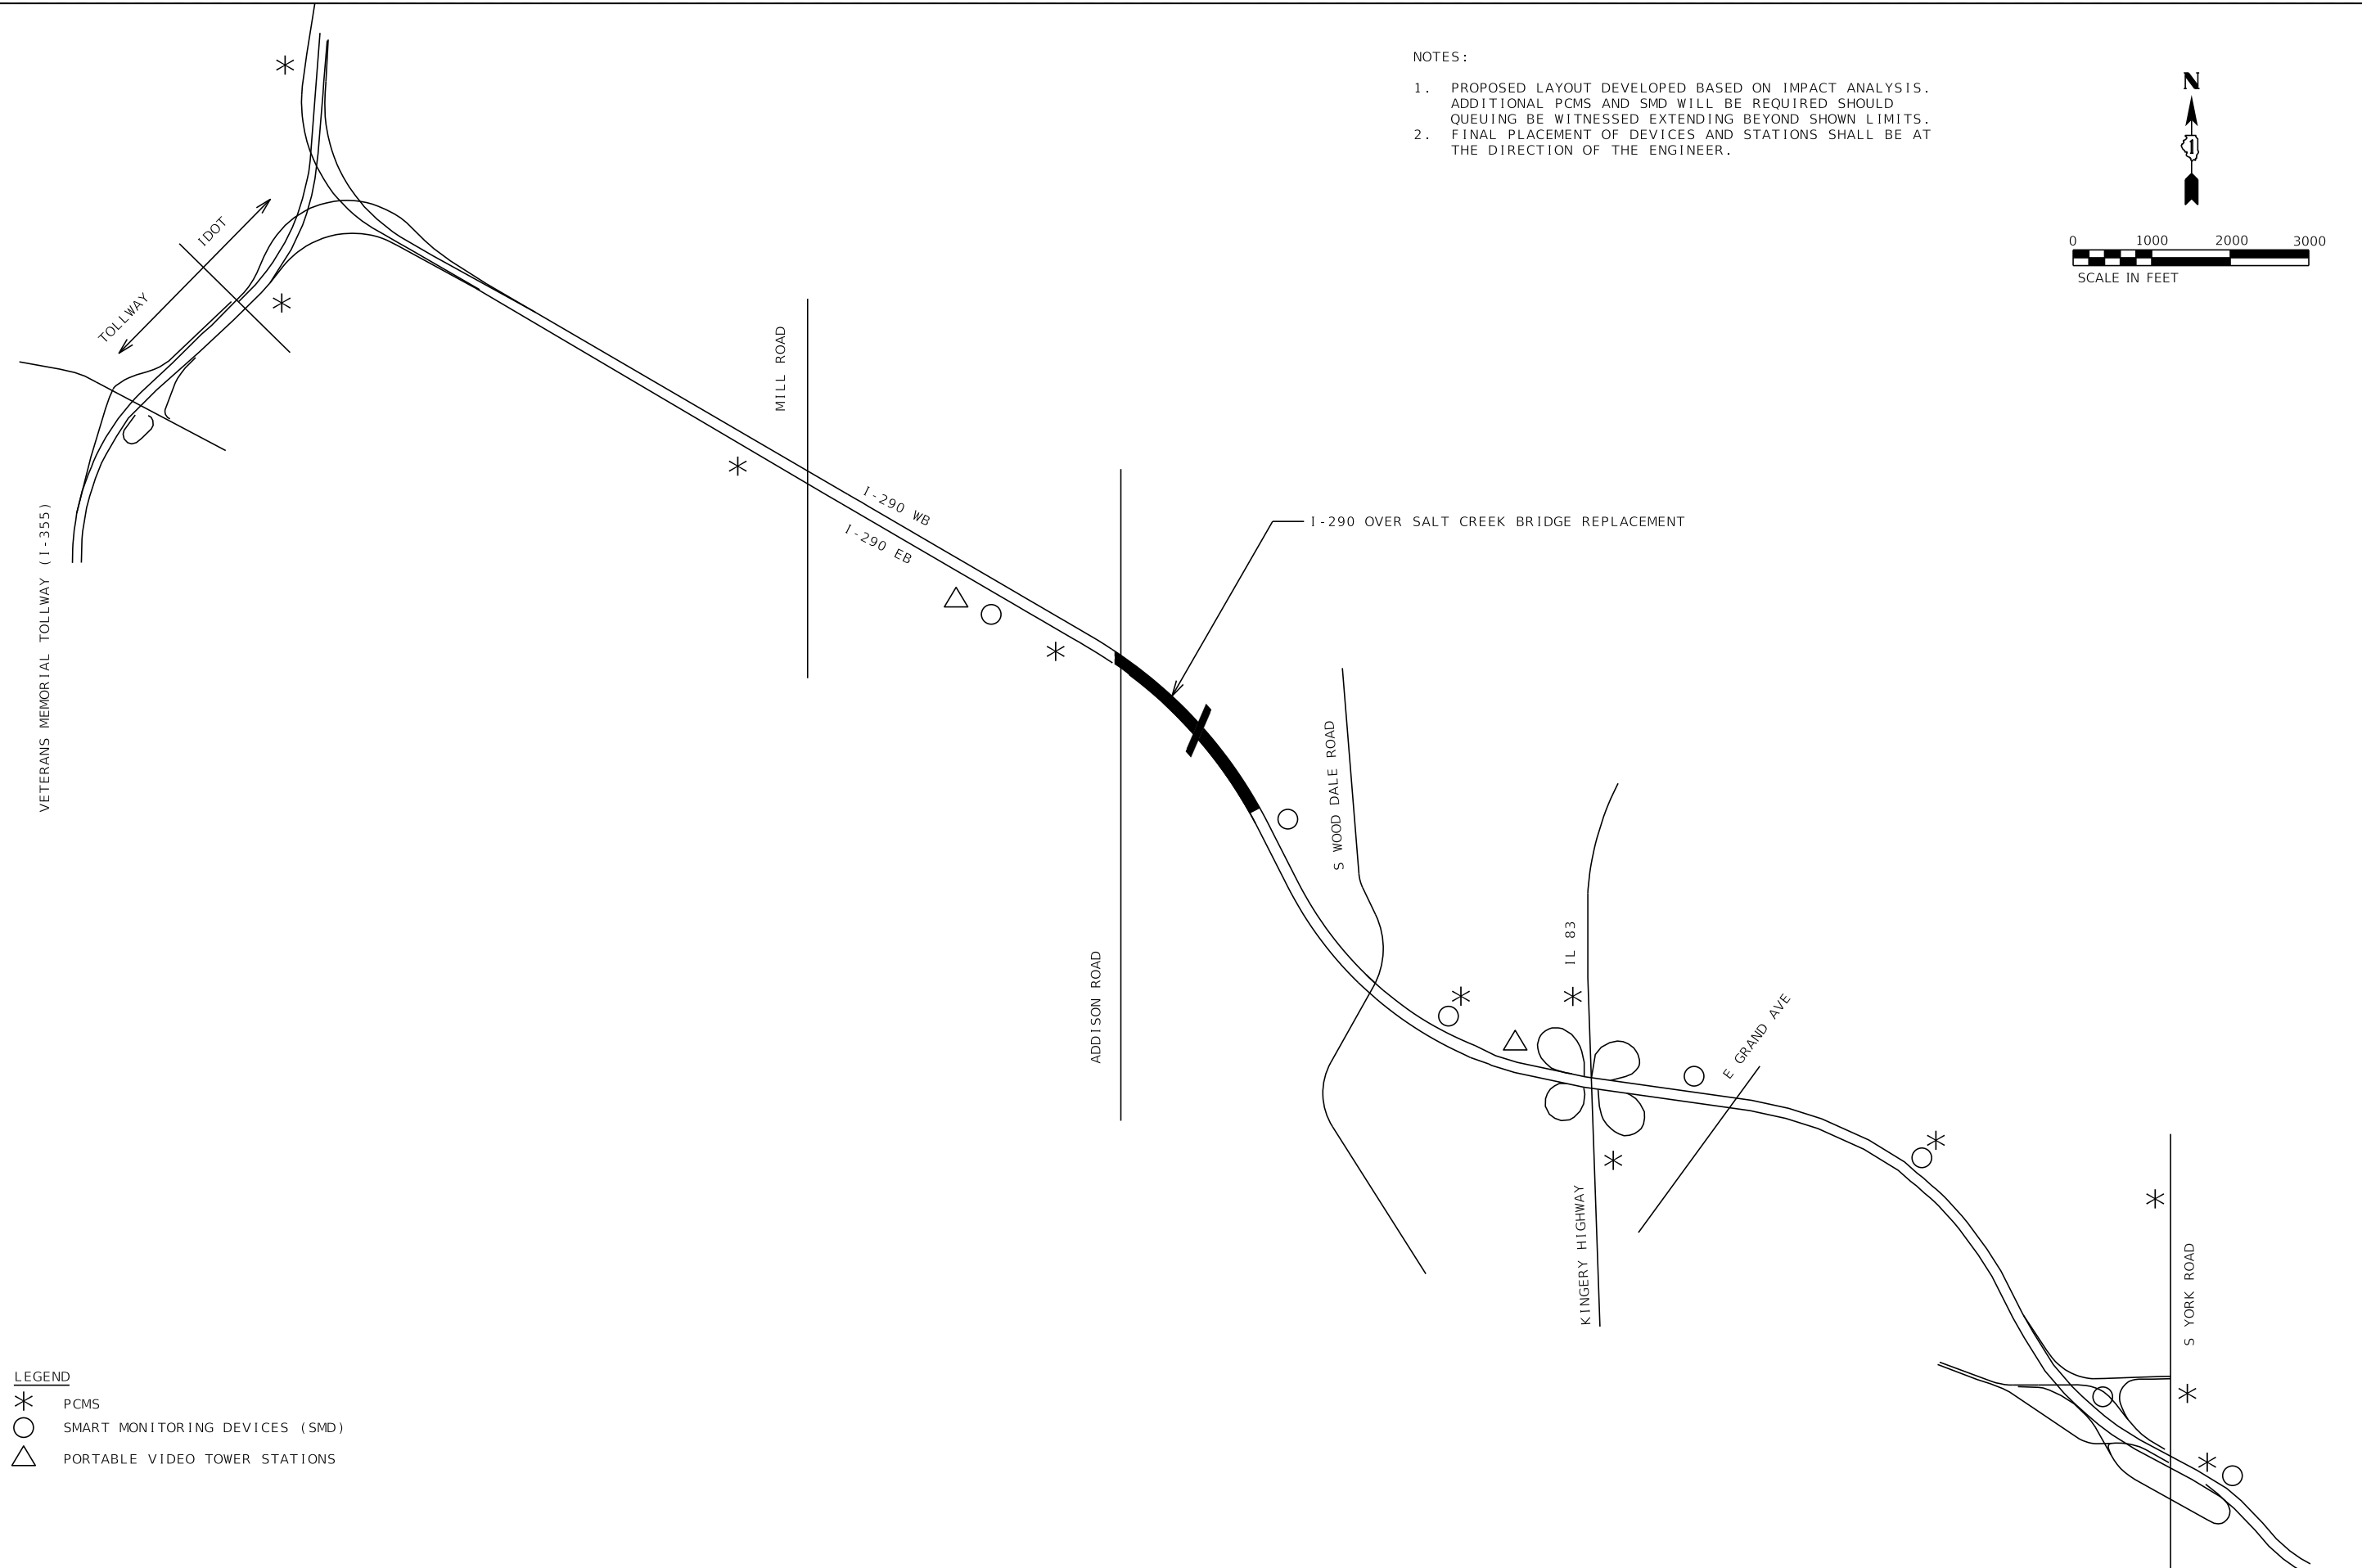 NOTES:
1. PROPOSED LAYOUT DEVELOPED BASED ON IMPACT ANALYSIS.
ADDITIONAL PCMS AND SMD WILL BE REQUIRED SHOULD
QUEUING BE WITNESSED EXTENDING BEYOND SHOWN LIMITS.
2. FINAL PLACEMENT OF DEVICES AND STATIONS SHALL BE AT
THE DIRECTION OF THE ENGINEER.
N
1
0 1000 2000 3000
SCALE IN FEET
IDOT
TOLLWAY
VETERANS MEMORIAL TOLLWAY (I-355)
MILL ROAD
I-290 WB
I-290 EB
I-290 OVER SALT CREEK BRIDGE REPLACEMENT
ADDISON ROAD
S WOOD DALE ROAD
IL 83
KINGERY HIGHWAY
E GRAND AVE
S YORK ROAD
LEGEND
PCMS
SMART MONITORING DEVICES (SMD)
PORTABLE VIDEO TOWER STATIONS